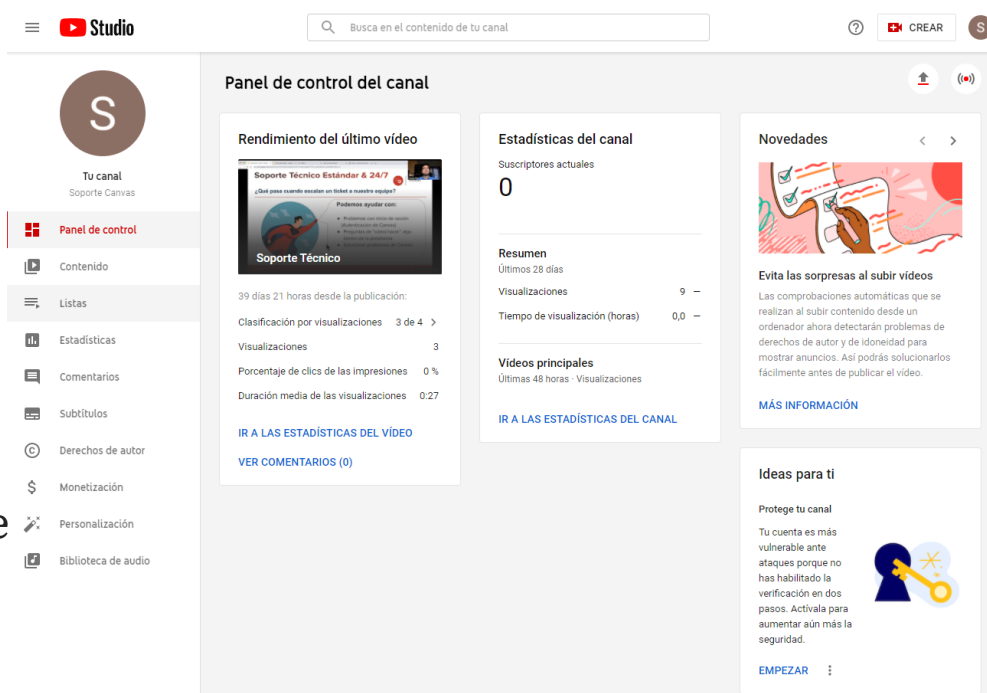 Studio
Busca en el contenido de tu canal
CREAR
S
S
Tu canal
Soporte Canvas
Panel de control
Contenido
Listas
Estadísticas
Comentarios
Subtítulos
Derechos de autor
Monetización
Personalización
Biblioteca de audio
e
Panel de control del canal
Rendimiento del último vídeo
Soporte Técnico Estándar & 24/7
¿Qué pasa cuando escalan un ticket a nuestro equipo?
Podemos ayudar con:
Soporte Técnico
39 días 21 horas desde la publicación:
Clasificación por visualizaciones 3 de 4
Visualizaciones 3
Porcentaje de clics de las impresiones 0 %
Duración media de las visualizaciones 0:27
IR A LAS ESTADÍSTICAS DEL VÍDEO
VER COMENTARIOS (0)
Estadísticas del canal
Suscriptores actuales
0
Resumen
Últimos 28 días
Visualizaciones 9 —
Tiempo de visualización (horas) 0,0 —
Vídeos principales
Últimas 48 horas · Visualizaciones
IR A LAS ESTADÍSTICAS DEL CANAL
Novedades
Evita las sorpresas al subir vídeos
Las comprobaciones automáticas que se
realizan al subir contenido desde un
ordenador ahora detectarán problemas de
derechos de autor y de idoneidad para
mostrar anuncios. Así podrás solucionarlos
fácilmente antes de publicar el vídeo.
MÁS INFORMACIÓN
Ideas para ti
Protege tu canal
Tu cuenta es más
vulnerable ante
ataques porque no
has habilitado la
verificación en dos
pasos. Actívala para
aumentar aún más la
seguridad.
EMPEZAR